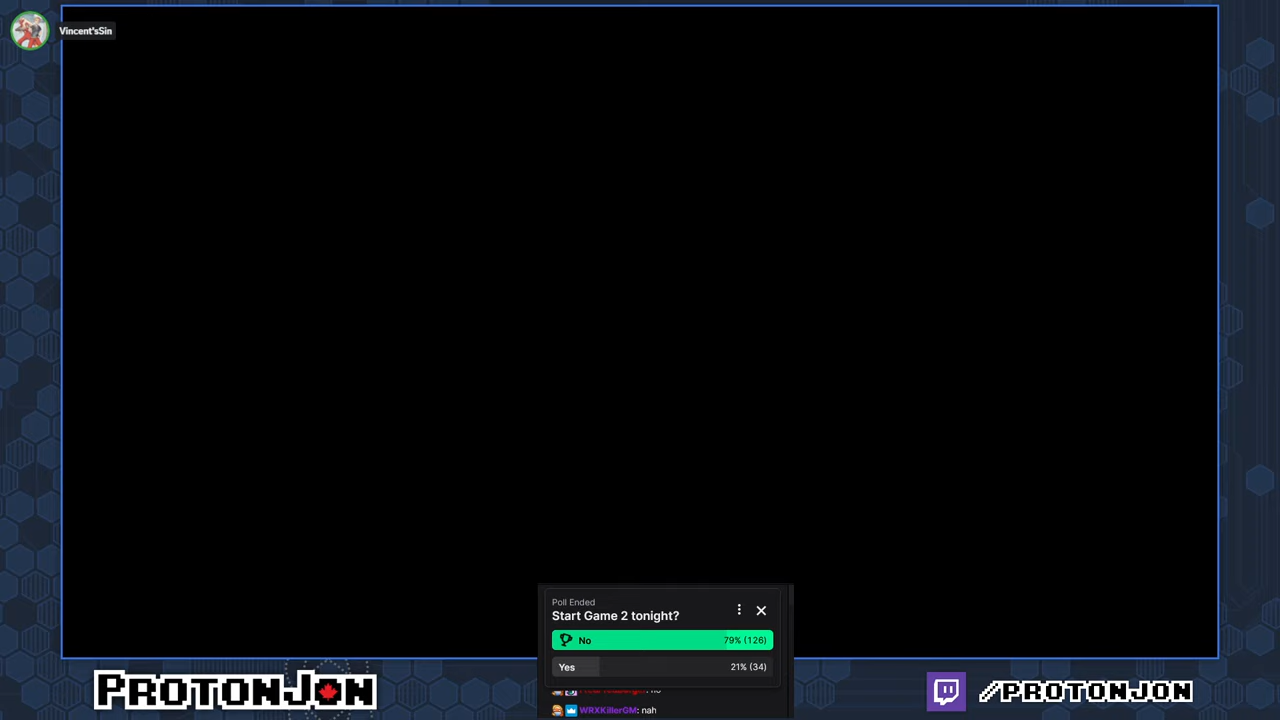 Vincent'sSin
Poll Ended
Start Game 2 tonight?
No 79% (126)
Yes 21% (34)
WRXKillerGM: nah
PROTONJON
/PROTONJON